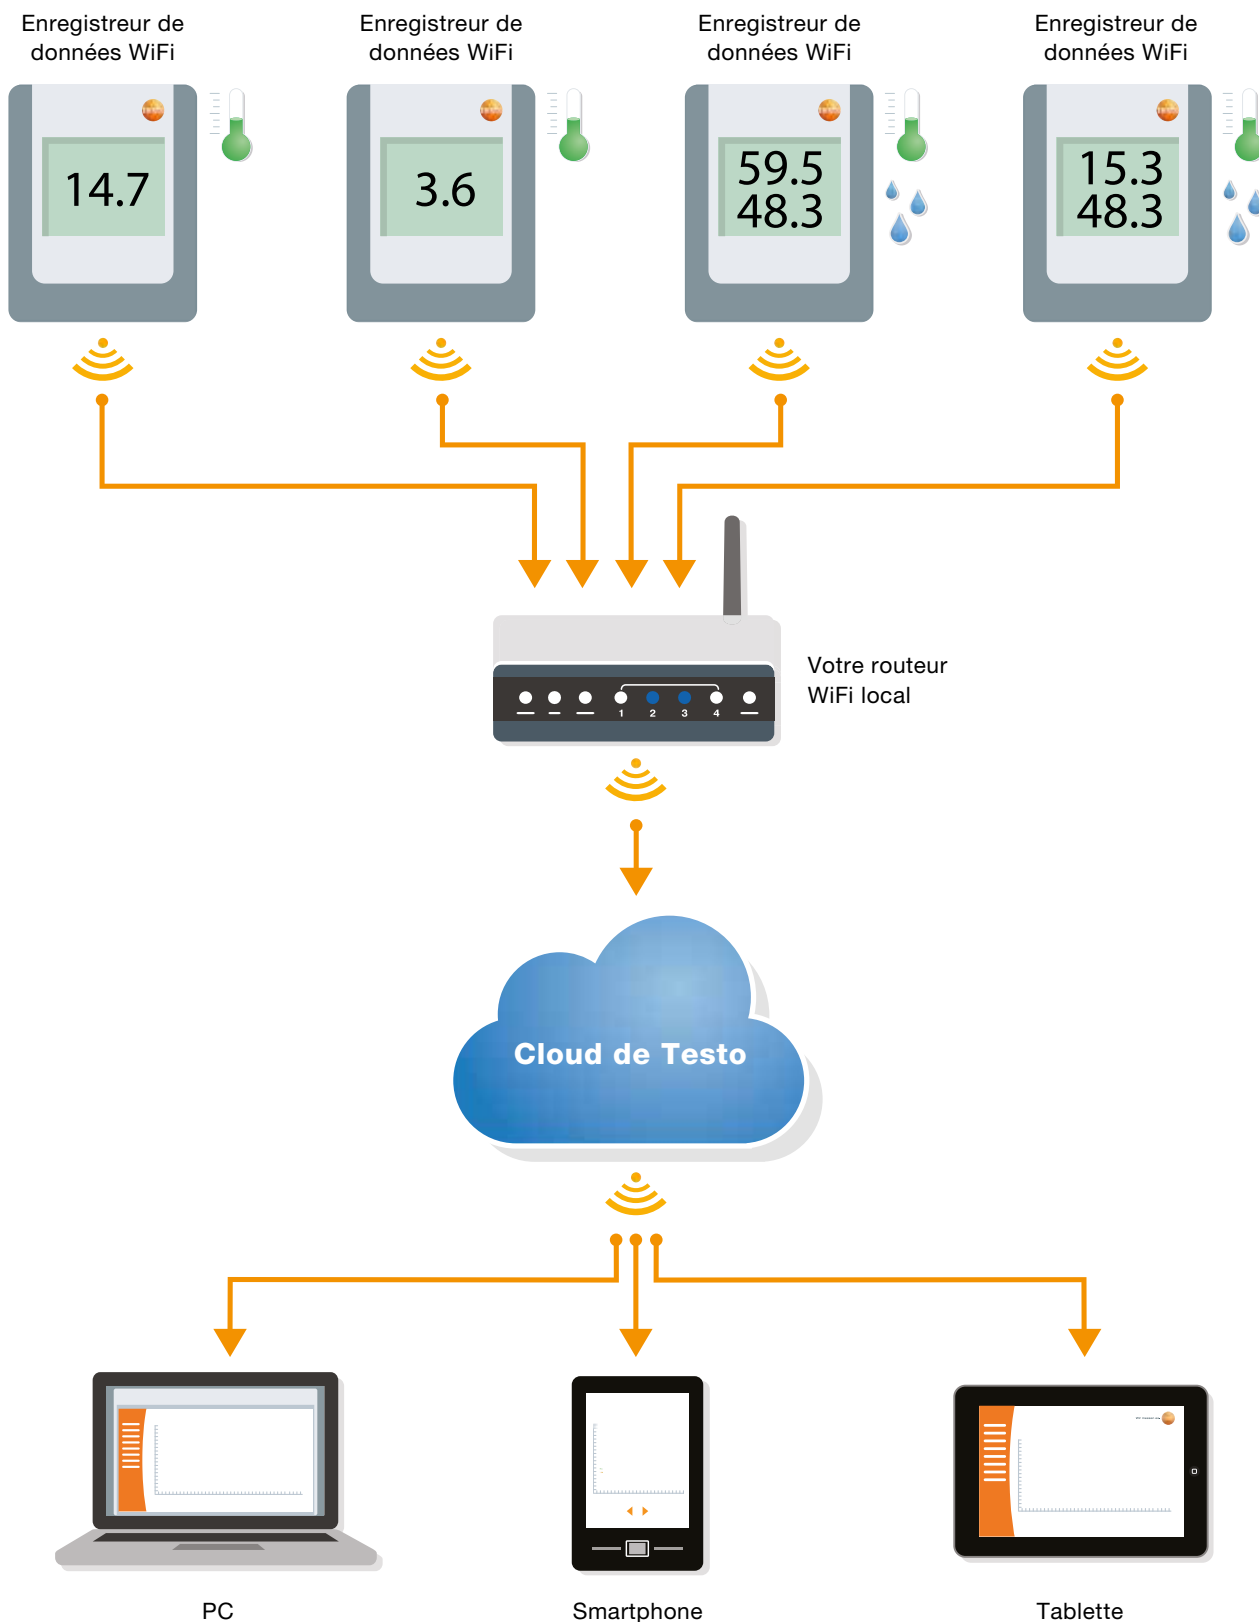 Enregistreur de
données WiFi
Enregistreur de
données WiFi
Enregistreur de
données WiFi
Enregistreur de
données WiFi
14.7
3.6
59.5
48.3
15.3
48.3
Votre routeur
WiFi local
1 2 3 4
Cloud de Testo
PC
Smartphone
Tablette